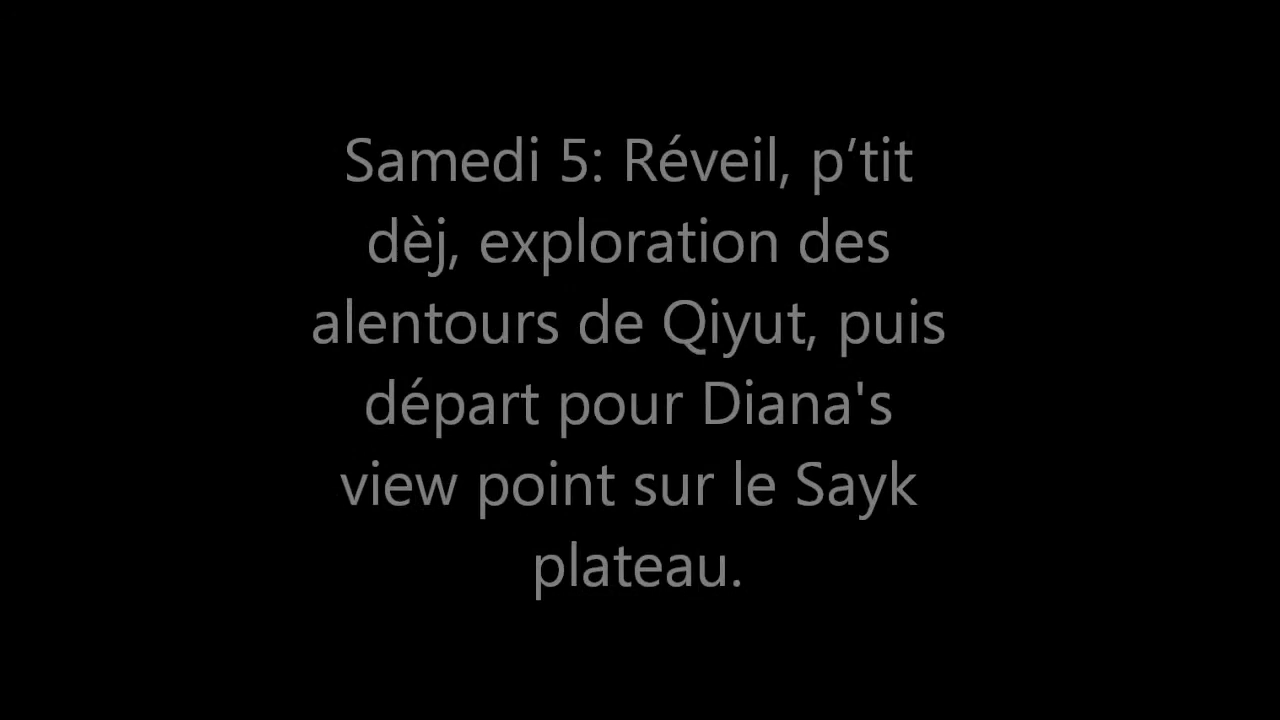 Samedi 5: Réveil, p’tit
dèj, exploration des
alentours de Qiyut, puis
départ pour Diana's
view point sur le Sayk
plateau.